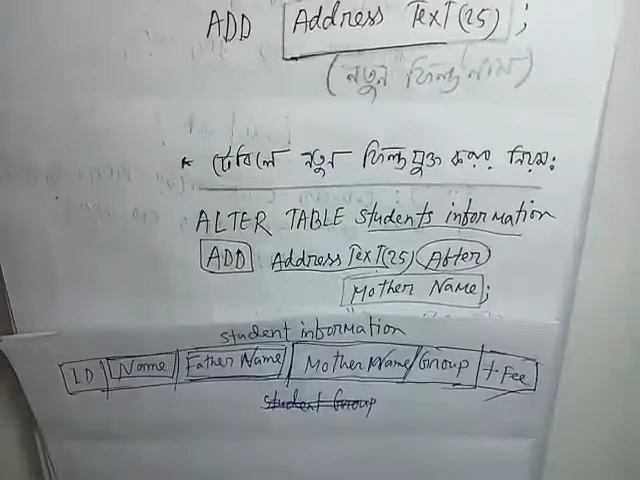 ADD Address TexT(25) ;
(নতুন ফিল্ড নাম)
* টেবিলে নতুন ফিল্ড যুক্ত করার নিয়ম:
ALTER TABLE students information
ADD Address TexT(25) After
Mother Name;
student information
ID Name Father Name Mother Name Group t.Fee
student Group